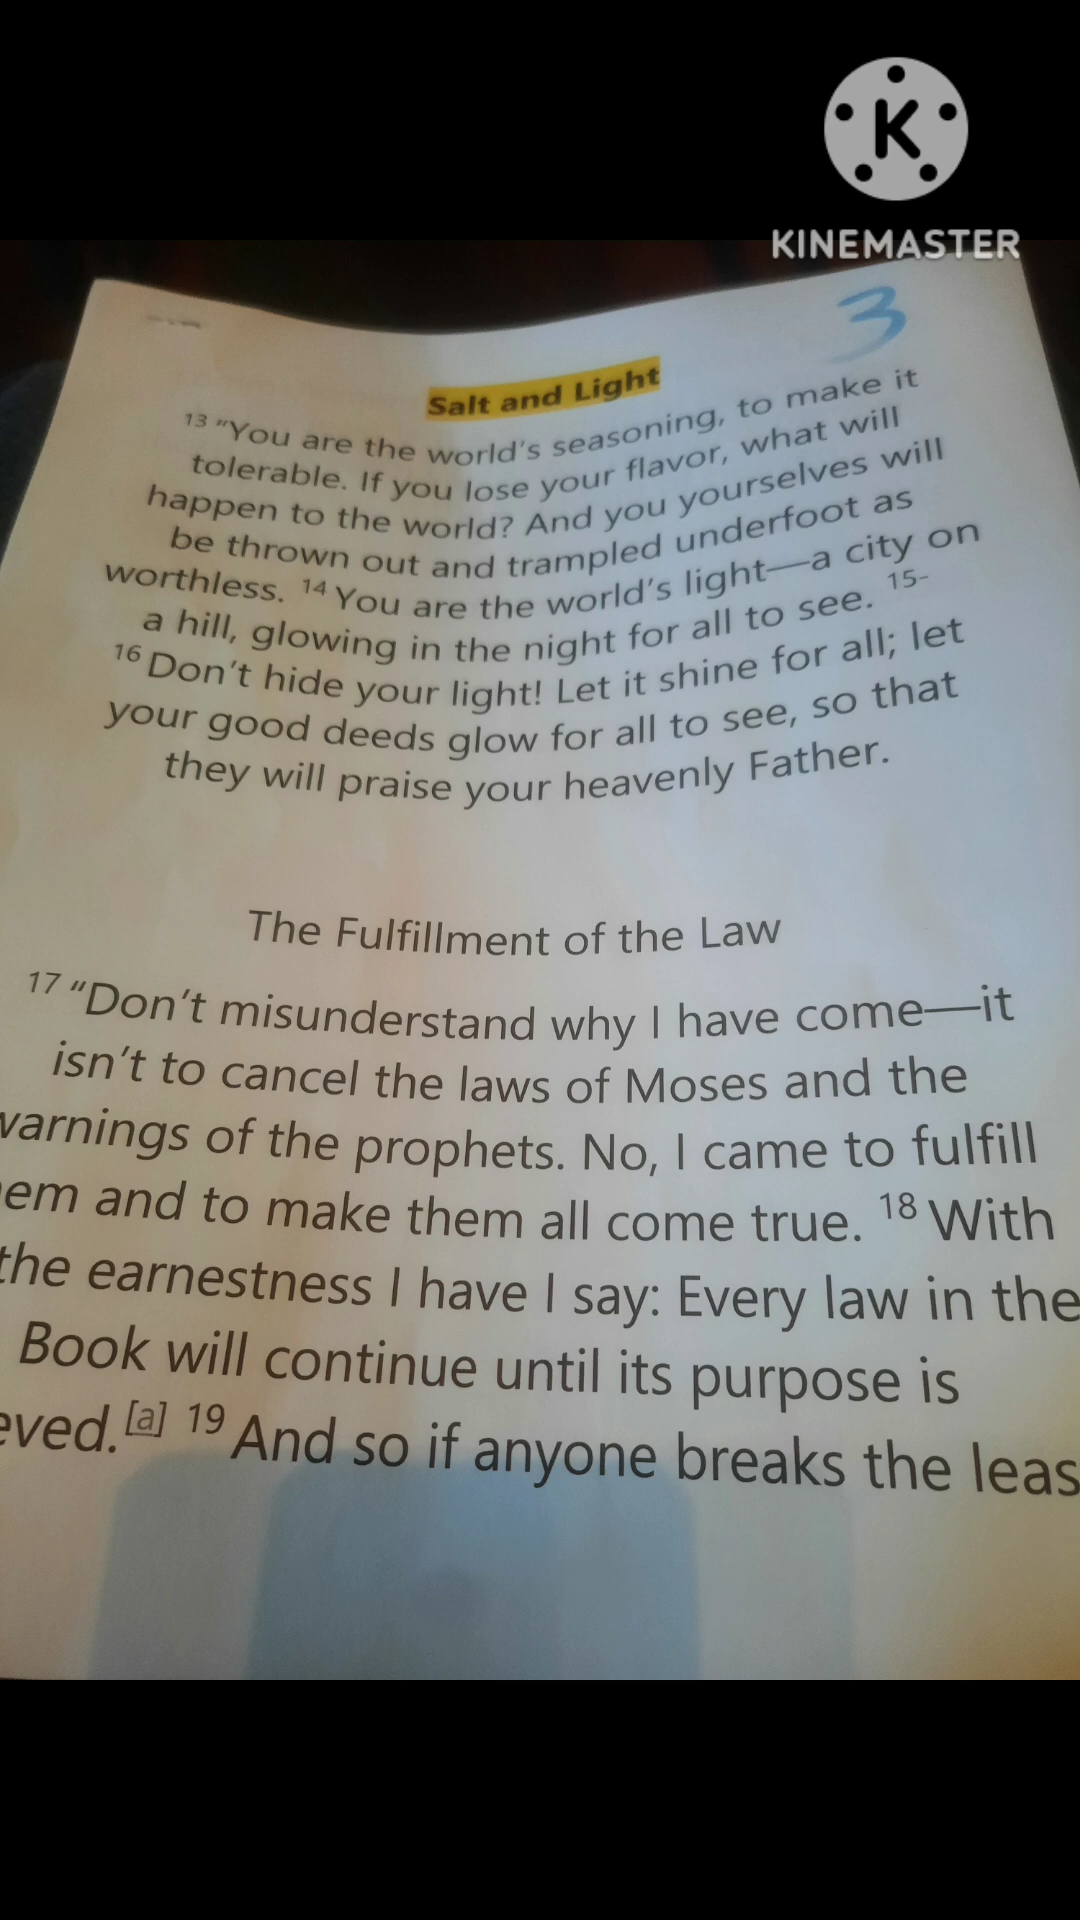 K
KINEMASTER
3
Salt and Light
13 "You are the world's seasoning, to make it
tolerable. If you lose your flavor, what will
happen to the world? And you yourselves will
be thrown out and trampled underfoot as
worthless. 14 You are the world's light—a city on
a hill, glowing in the night for all to see. 15-
16 Don't hide your light! Let it shine for all; let
your good deeds glow for all to see, so that
they will praise your heavenly Father.
The Fulfillment of the Law
17 "Don't misunderstand why I have come—it
isn't to cancel the laws of Moses and the
varnings of the prophets. No, I came to fulfill
em and to make them all come true. 18 With
the earnestness I have I say: Every law in the
Book will continue until its purpose is
eved.[a] 19 And so if anyone breaks the leas